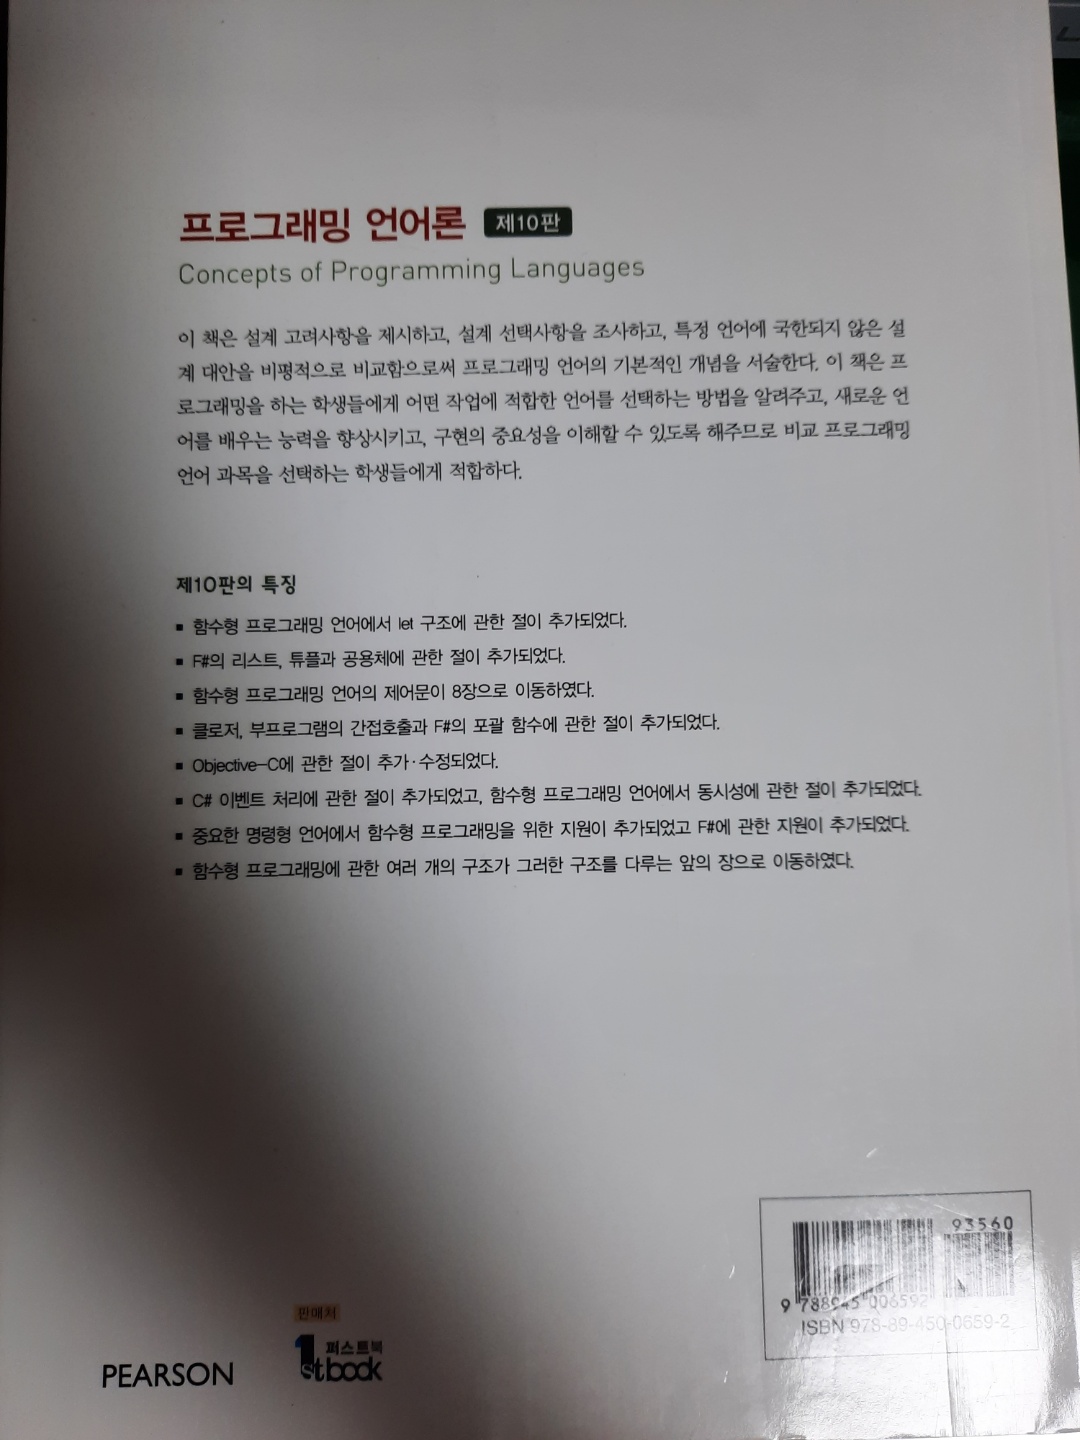 프로그래밍 언어론 제10판
Concepts of Programming Languages
이 책은 설계 고려사항을 제시하고, 설계 선택사항을 조사하고, 특정 언어에 국한되지 않은 설
계 대안을 비평적으로 비교함으로써 프로그래밍 언어의 기본적인 개념을 서술한다. 이 책은 프
로그래밍을 하는 학생들에게 어떤 작업에 적합한 언어를 선택하는 방법을 알려주고, 새로운 언
어를 배우는 능력을 향상시키고, 구현의 중요성을 이해할 수 있도록 해주므로 비교 프로그래밍
언어 과목을 선택하는 학생들에게 적합하다.
제10판의 특징
▪ 함수형 프로그래밍 언어에서 let 구조에 관한 절이 추가되었다.
▪ F#의 리스트, 튜플과 공용체에 관한 절이 추가되었다.
▪ 함수형 프로그래밍 언어의 제어문이 8장으로 이동하였다.
▪ 클로저, 부프로그램의 간접호출과 F#의 포괄 함수에 관한 절이 추가되었다.
▪ Objective-C에 관한 절이 추가·수정되었다.
▪ C# 이벤트 처리에 관한 절이 추가되었고, 함수형 프로그래밍 언어에서 동시성에 관한 절이 추가되었다.
▪ 중요한 명령형 언어에서 함수형 프로그래밍을 위한 지원이 추가되었고 F#에 관한 지원이 추가되었다.
▪ 함수형 프로그래밍에 관한 여러 개의 구조가 그러한 구조를 다루는 앞의 장으로 이동하였다.
93560
9 788945 006592
ISBN 978-89-450-0659-2
판매처
퍼스트북
1st book
PEARSON